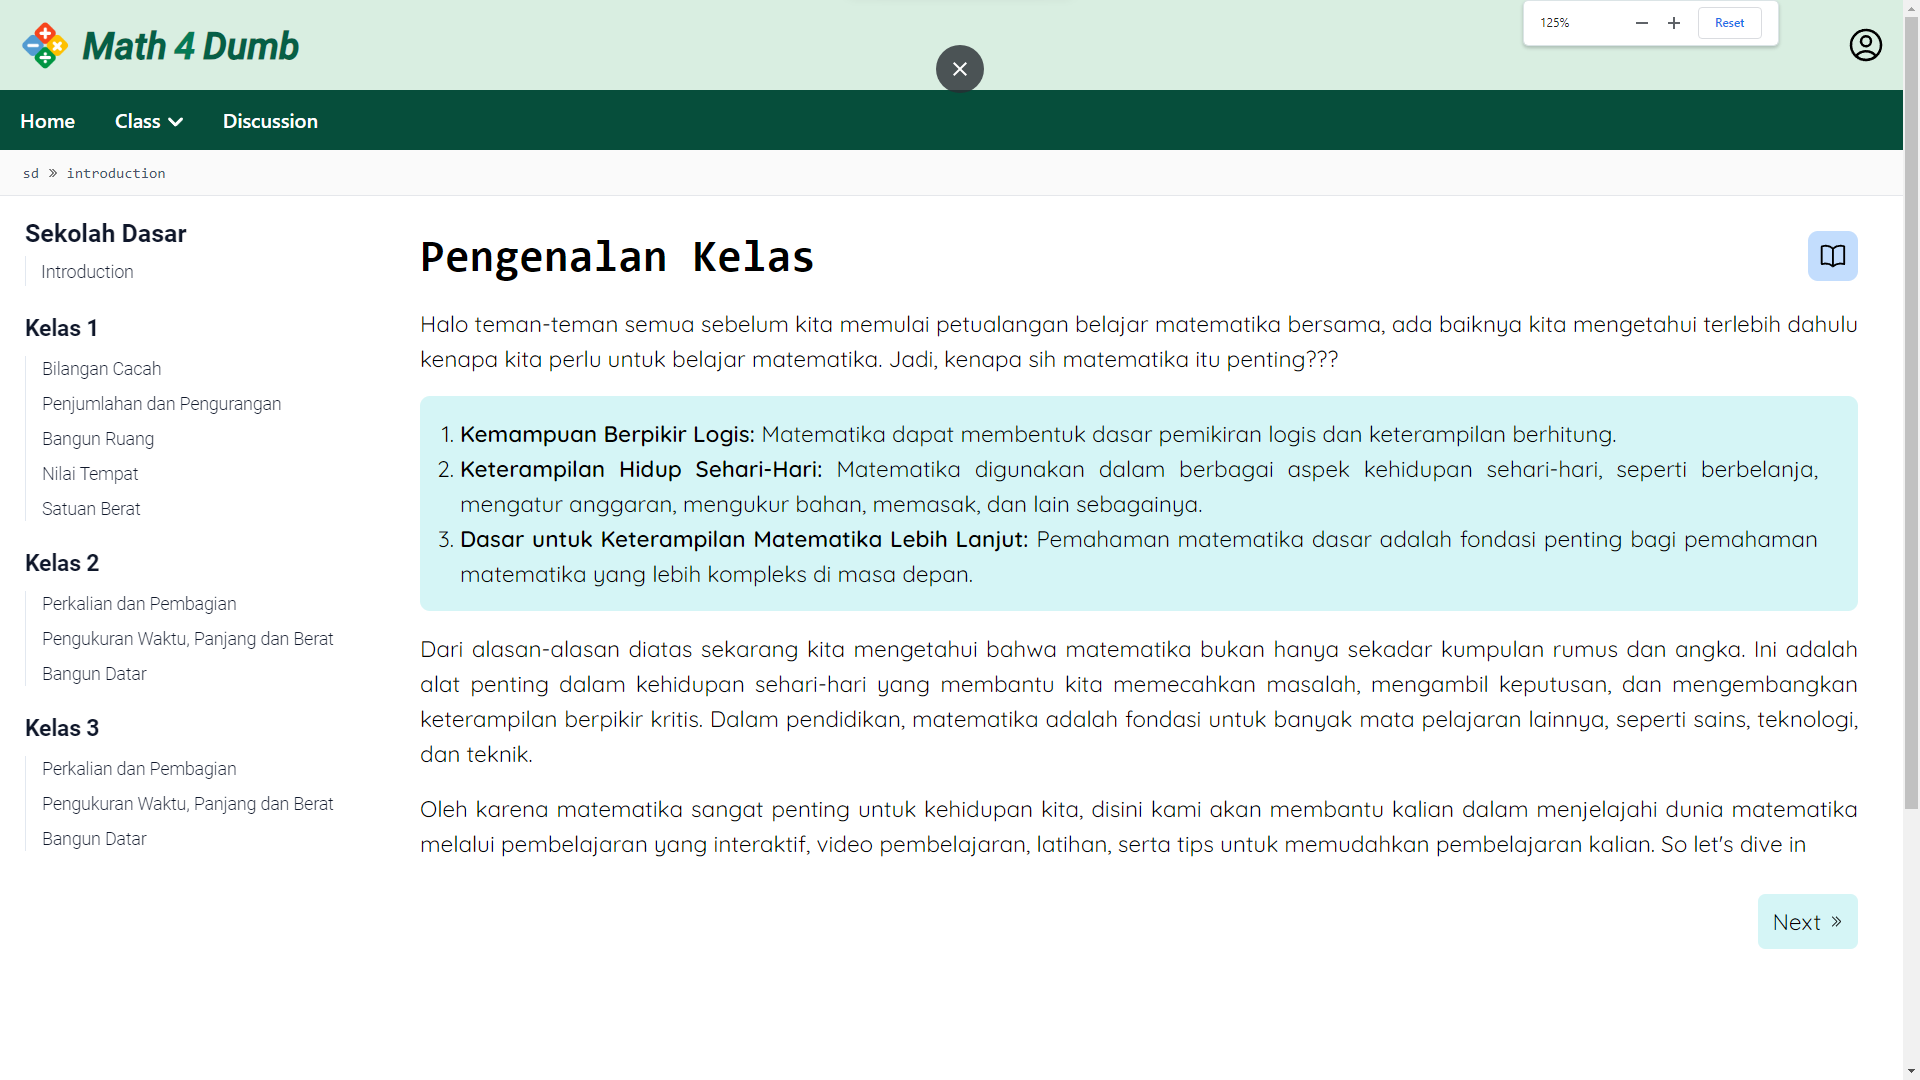 Math 4 Dumb
125%
Reset
Home
Class
Discussion
sd » introduction
Sekolah Dasar
Introduction
Kelas 1
Bilangan Cacah
Penjumlahan dan Pengurangan
Bangun Ruang
Nilai Tempat
Satuan Berat
Kelas 2
Perkalian dan Pembagian
Pengukuran Waktu, Panjang dan Berat
Bangun Datar
Kelas 3
Perkalian dan Pembagian
Pengukuran Waktu, Panjang dan Berat
Bangun Datar
Pengenalan Kelas
Halo teman-teman semua sebelum kita memulai petualangan belajar matematika bersama, ada baiknya kita mengetahui terlebih dahulu
kenapa kita perlu untuk belajar matematika. Jadi, kenapa sih matematika itu penting???
1. Kemampuan Berpikir Logis: Matematika dapat membentuk dasar pemikiran logis dan keterampilan berhitung.
2. Keterampilan Hidup Sehari-Hari: Matematika digunakan dalam berbagai aspek kehidupan sehari-hari, seperti berbelanja,
mengatur anggaran, mengukur bahan, memasak, dan lain sebagainya.
3. Dasar untuk Keterampilan Matematika Lebih Lanjut: Pemahaman matematika dasar adalah fondasi penting bagi pemahaman
matematika yang lebih kompleks di masa depan.
Dari alasan-alasan diatas sekarang kita mengetahui bahwa matematika bukan hanya sekadar kumpulan rumus dan angka. Ini adalah
alat penting dalam kehidupan sehari-hari yang membantu kita memecahkan masalah, mengambil keputusan, dan mengembangkan
keterampilan berpikir kritis. Dalam pendidikan, matematika adalah fondasi untuk banyak mata pelajaran lainnya, seperti sains, teknologi,
dan teknik.
Oleh karena matematika sangat penting untuk kehidupan kita, disini kami akan membantu kalian dalam menjelajahi dunia matematika
melalui pembelajaran yang interaktif, video pembelajaran, latihan, serta tips untuk memudahkan pembelajaran kalian. So let's dive in
Next »